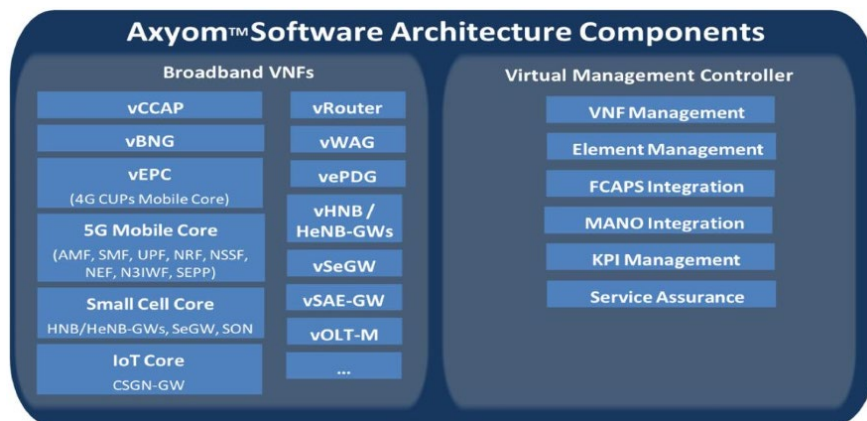 Axyom™Software Architecture Components
Broadband VNFs
vCCAP
vBNG
vEPC
(4G CUPs Mobile Core)
5G Mobile Core
(AMF, SMF, UPF, NRF, NSSF,
NEF, N3IWF, SEPP)
Small Cell Core
HNB/HeNB-GWs, SeGW, SON
IoT Core
CSGN-GW
vRouter
vWAG
vePDG
vHNB /
HeNB-GWs
vSeGW
vSAE-GW
vOLT-M
...
Virtual Management Controller
VNF Management
Element Management
FCAPS Integration
MANO Integration
KPI Management
Service Assurance